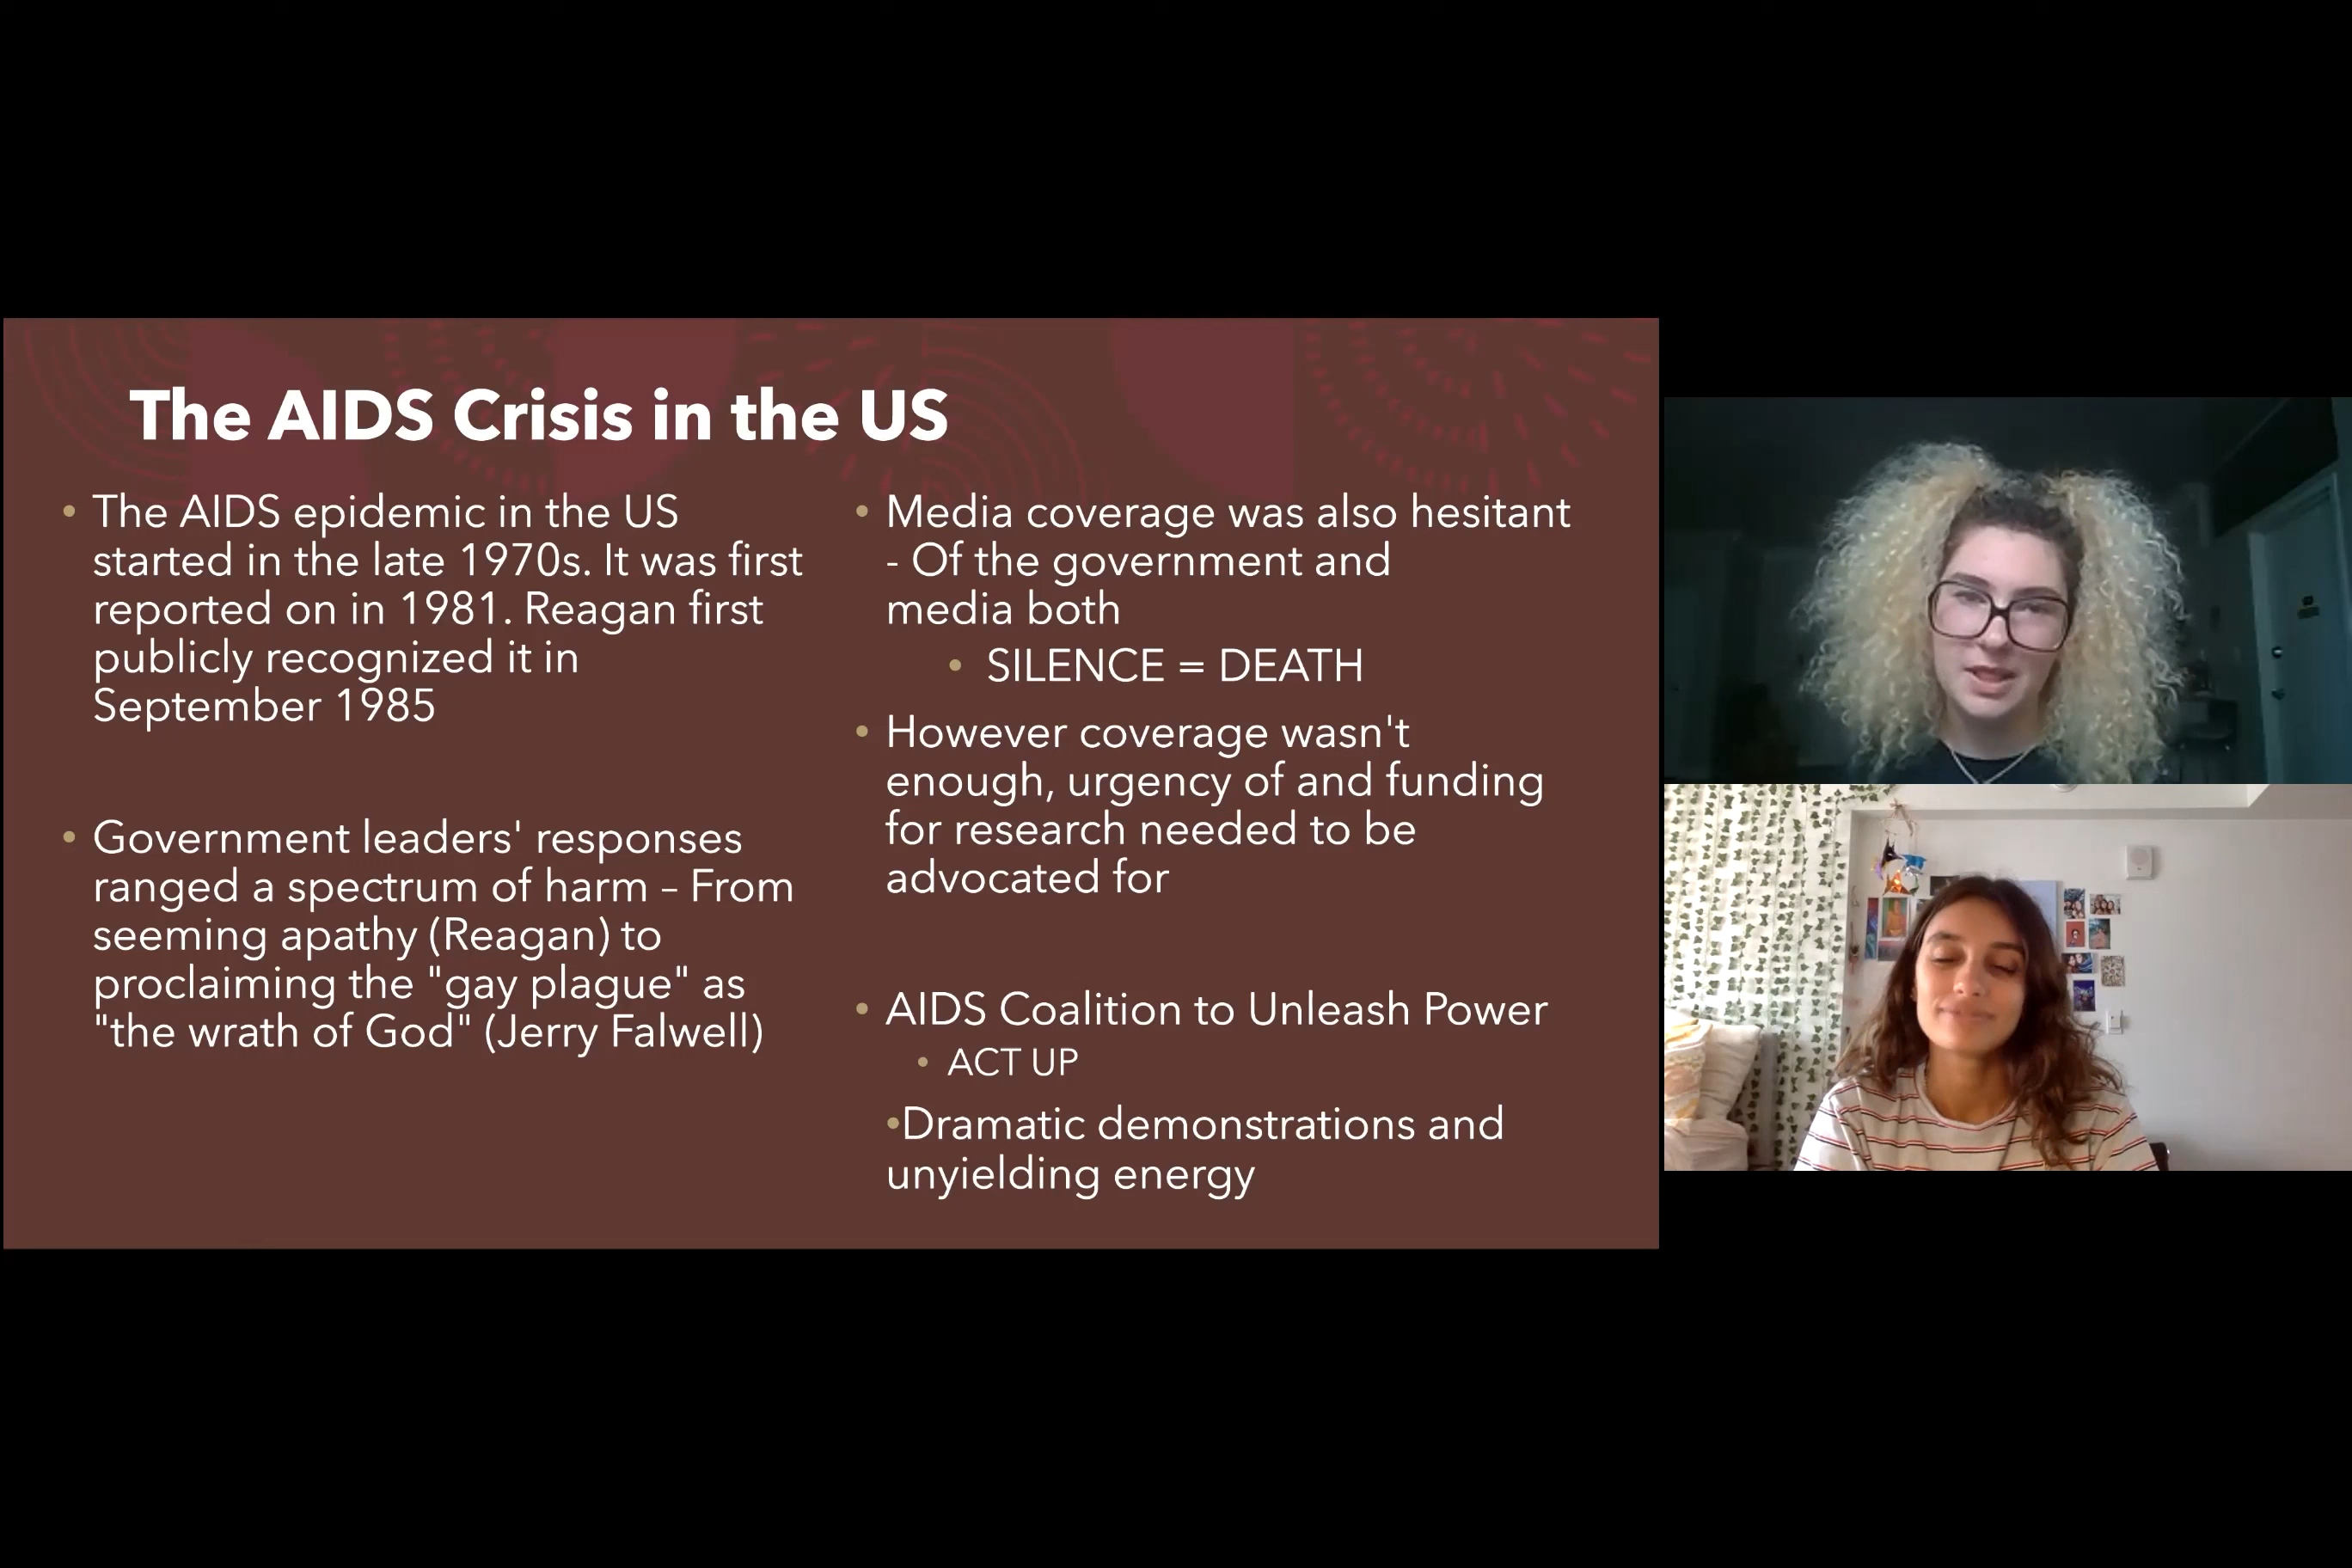 The AIDS Crisis in the US
• The AIDS epidemic in the US
started in the late 1970s. It was first
reported on in 1981. Reagan first
publicly recognized it in
September 1985
• Government leaders' responses
ranged a spectrum of harm – From
seeming apathy (Reagan) to
proclaiming the "gay plague" as
"the wrath of God" (Jerry Falwell)
• Media coverage was also hesitant
- Of the government and
media both
• SILENCE = DEATH
• However coverage wasn't
enough, urgency of and funding
for research needed to be
advocated for
• AIDS Coalition to Unleash Power
• ACT UP
•Dramatic demonstrations and
unyielding energy